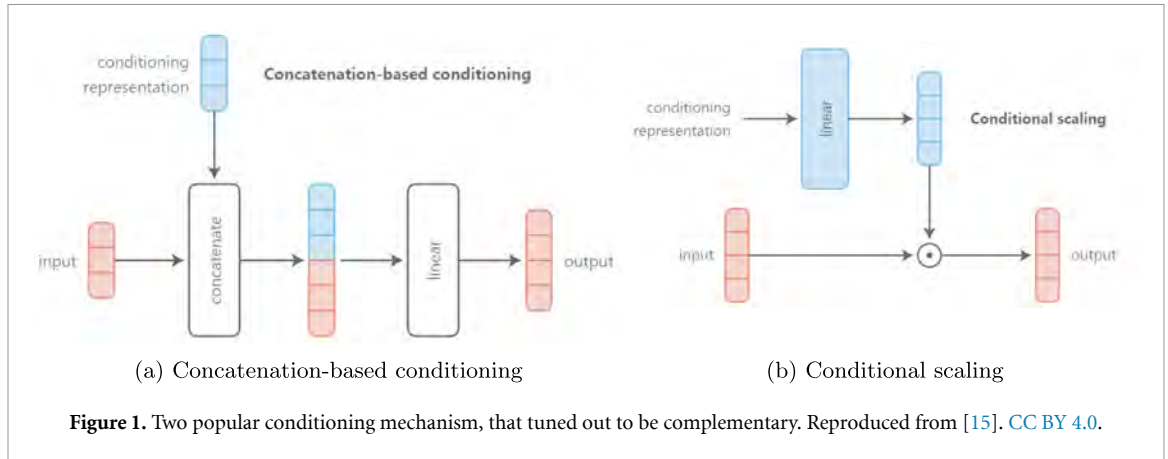 conditioning
representation
Concatenation-based conditioning
input
concatenate
linear
output
(a) Concatenation-based conditioning
conditioning
representation
linear
Conditional scaling
input
output
(b) Conditional scaling
Figure 1. Two popular conditioning mechanism, that tuned out to be complementary. Reproduced from [15]. CC BY 4.0.